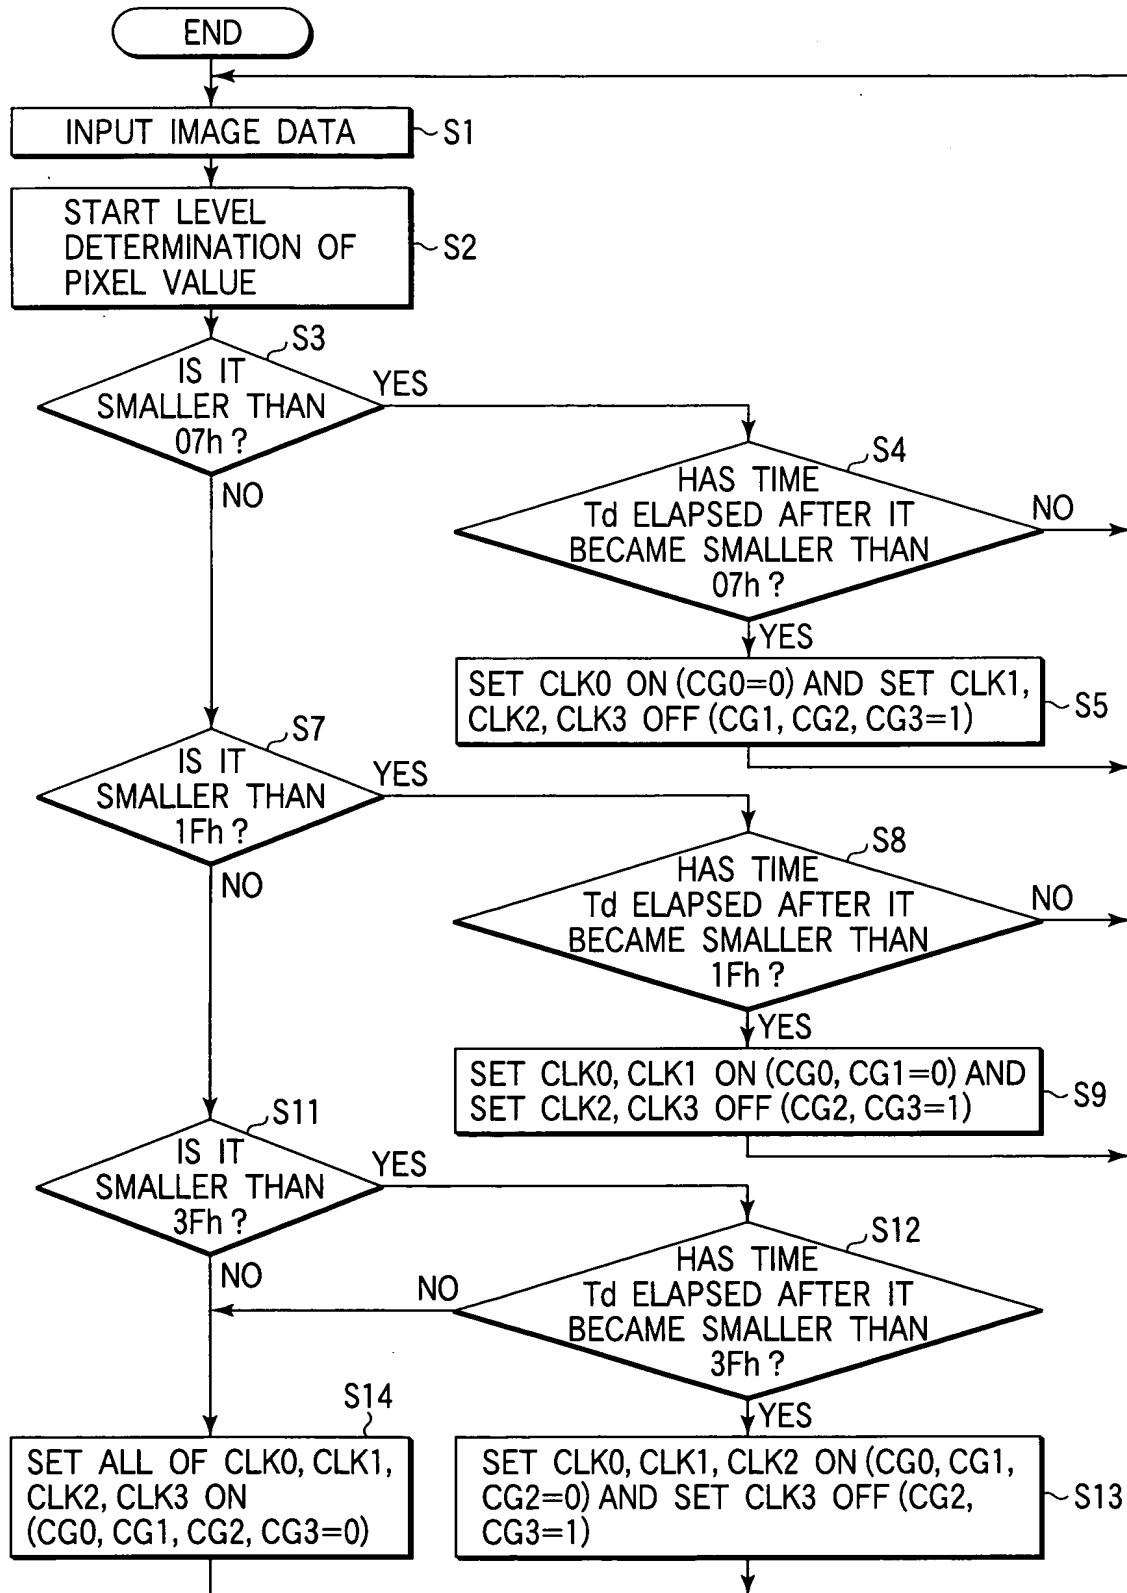 END
INPUT IMAGE DATA
S1
START LEVEL
DETERMINATION OF
PIXEL VALUE
S2
S3
IS IT
SMALLER THAN
07h ?
YES
NO
S4
HAS TIME
Td ELAPSED AFTER IT
BECAME SMALLER THAN
07h ?
NO
YES
SET CLK0 ON (CG0=0) AND SET CLK1,
CLK2, CLK3 OFF (CG1, CG2, CG3=1)
S5
S7
IS IT
SMALLER THAN
1Fh ?
YES
NO
S8
HAS TIME
Td ELAPSED AFTER IT
BECAME SMALLER THAN
1Fh ?
NO
YES
SET CLK0, CLK1 ON (CG0, CG1=0) AND
SET CLK2, CLK3 OFF (CG2, CG3=1)
S9
S11
IS IT
SMALLER THAN
3Fh ?
YES
NO
S12
HAS TIME
Td ELAPSED AFTER IT
BECAME SMALLER THAN
3Fh ?
NO
YES
S14
SET ALL OF CLK0, CLK1,
CLK2, CLK3 ON
(CG0, CG1, CG2, CG3=0)
SET CLK0, CLK1, CLK2 ON (CG0, CG1,
CG2=0) AND SET CLK3 OFF (CG2,
CG3=1)
S13